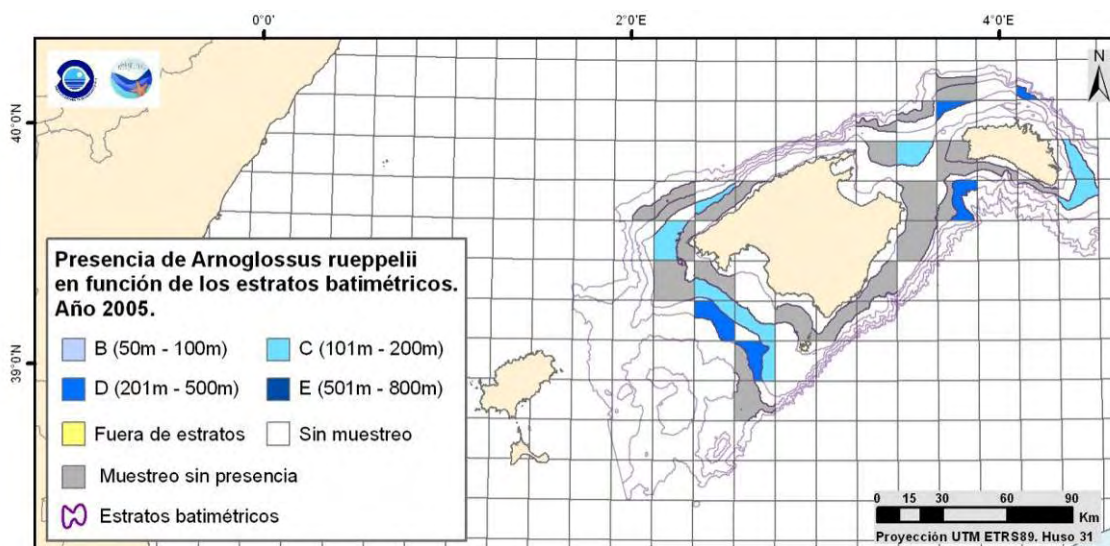 0°0'
2°0'E
4°0'E
40°0'N
39°0'N
N
Presencia de Arnoglossus rueppelii
en función de los estratos batimétricos.
Año 2005.
B (50m - 100m)
C (101m - 200m)
D (201m - 500m)
E (501m - 800m)
Fuera de estratos
Sin muestreo
Muestreo sin presencia
Estratos batimétricos
0 15 30 60 90
Km
Proyección UTM ETRS89. Huso 31